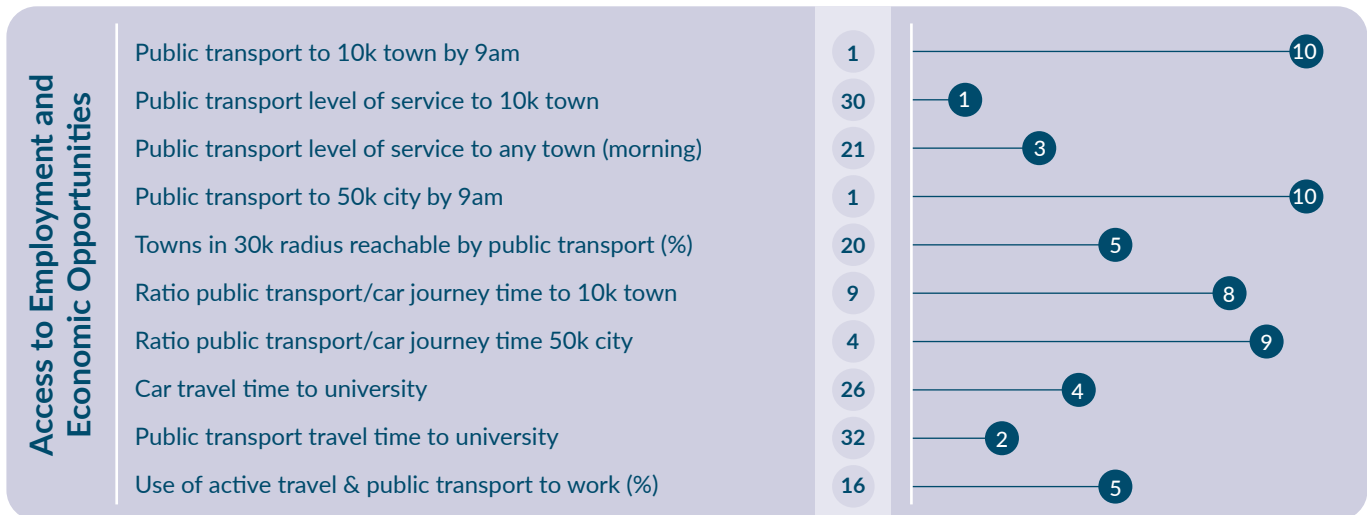 Access to Employment and
Economic Opportunities
Public transport to 10k town by 9am 1 10
Public transport level of service to 10k town 30 1
Public transport level of service to any town (morning) 21 3
Public transport to 50k city by 9am 1 10
Towns in 30k radius reachable by public transport (%) 20 5
Ratio public transport/car journey time to 10k town 9 8
Ratio public transport/car journey time 50k city 4 9
Car travel time to university 26 4
Public transport travel time to university 32 2
Use of active travel & public transport to work (%) 16 5